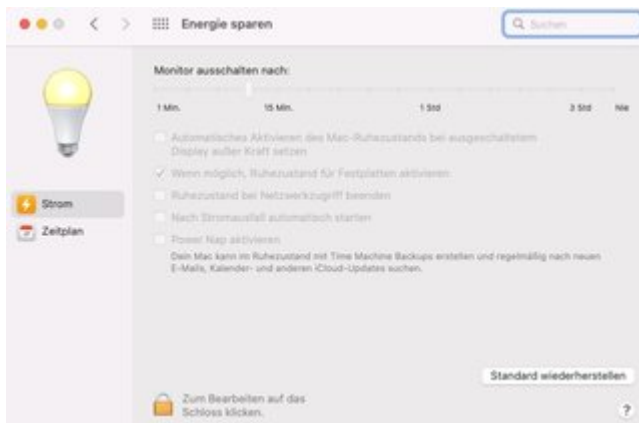 Energie sparen
Suchen
Monitor ausschalten nach:
1 Min.
15 Min.
1 Std
3 Std
Nie
Automatisches Aktivieren des Mac-Ruhezustands bei ausgeschaltetem
Display außer Kraft setzen
Wenn möglich, Ruhezustand für Festplatten aktivieren
Ruhezustand bei Netzwerkzugriff beenden
Nach Stromausfall automatisch starten
Power Nap aktivieren
Dein Mac kann im Ruhezustand mit Time Machine Backups erstellen und regelmäßig nach neuen
E-Mails, Kalender- und anderen iCloud-Updates suchen.
Strom
Zeitplan
Standard wiederherstellen
Zum Bearbeiten auf das
Schloss klicken.
?